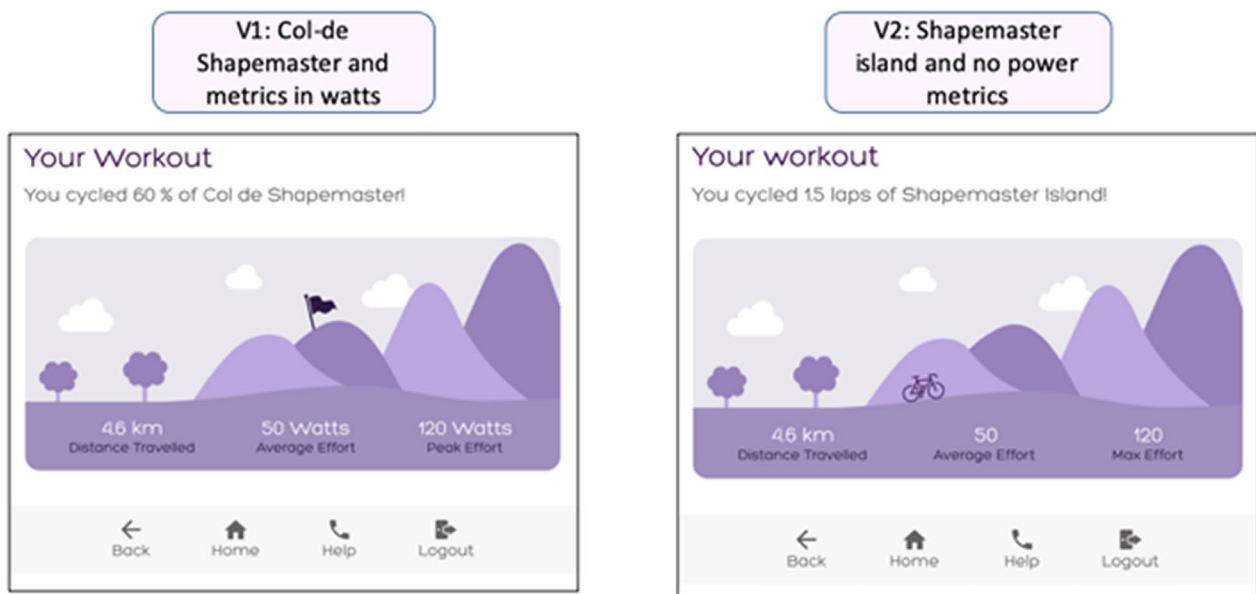 V1: Col-de
Shapemaster and
metrics in watts
Your Workout
You cycled 60 % of Col de Shapemaster!
4.6 km
Distance Travelled
50 Watts
Average Effort
120 Watts
Peak Effort
Back
Home
Help
Logout
V2: Shapemaster
island and no power
metrics
Your workout
You cycled 1.5 laps of Shapemaster Island!
4.6 km
Distance Travelled
50
Average Effort
120
Max Effort
Back
Home
Help
Logout